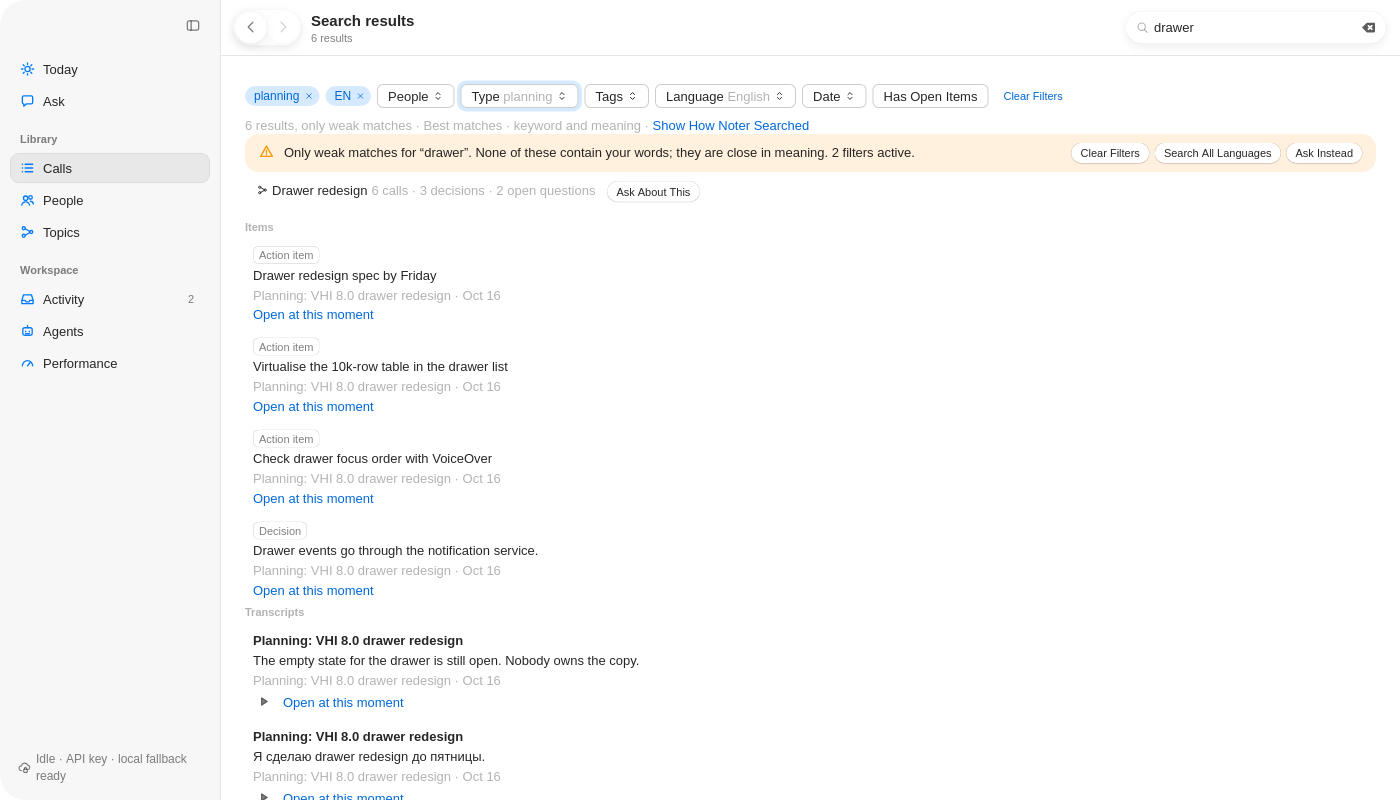 Search results
6 results
drawer
Today
Ask
Library
Calls
People
Topics
Workspace
Activity 2
Agents
Performance
Idle · API key · local fallback
ready
planning × EN × People Type planning Tags Language English Date Has Open Items Clear Filters
6 results, only weak matches · Best matches · keyword and meaning · Show How Noter Searched
Only weak matches for “drawer”. None of these contain your words; they are close in meaning. 2 filters active. Clear Filters Search All Languages Ask Instead
Drawer redesign 6 calls · 3 decisions · 2 open questions Ask About This
Items
Action item
Drawer redesign spec by Friday
Planning: VHI 8.0 drawer redesign · Oct 16
Open at this moment
Action item
Virtualise the 10k-row table in the drawer list
Planning: VHI 8.0 drawer redesign · Oct 16
Open at this moment
Action item
Check drawer focus order with VoiceOver
Planning: VHI 8.0 drawer redesign · Oct 16
Open at this moment
Decision
Drawer events go through the notification service.
Planning: VHI 8.0 drawer redesign · Oct 16
Open at this moment
Transcripts
Planning: VHI 8.0 drawer redesign
The empty state for the drawer is still open. Nobody owns the copy.
Planning: VHI 8.0 drawer redesign · Oct 16
Open at this moment
Planning: VHI 8.0 drawer redesign
Я сделаю drawer redesign до пятницы.
Planning: VHI 8.0 drawer redesign · Oct 16
Open at this moment